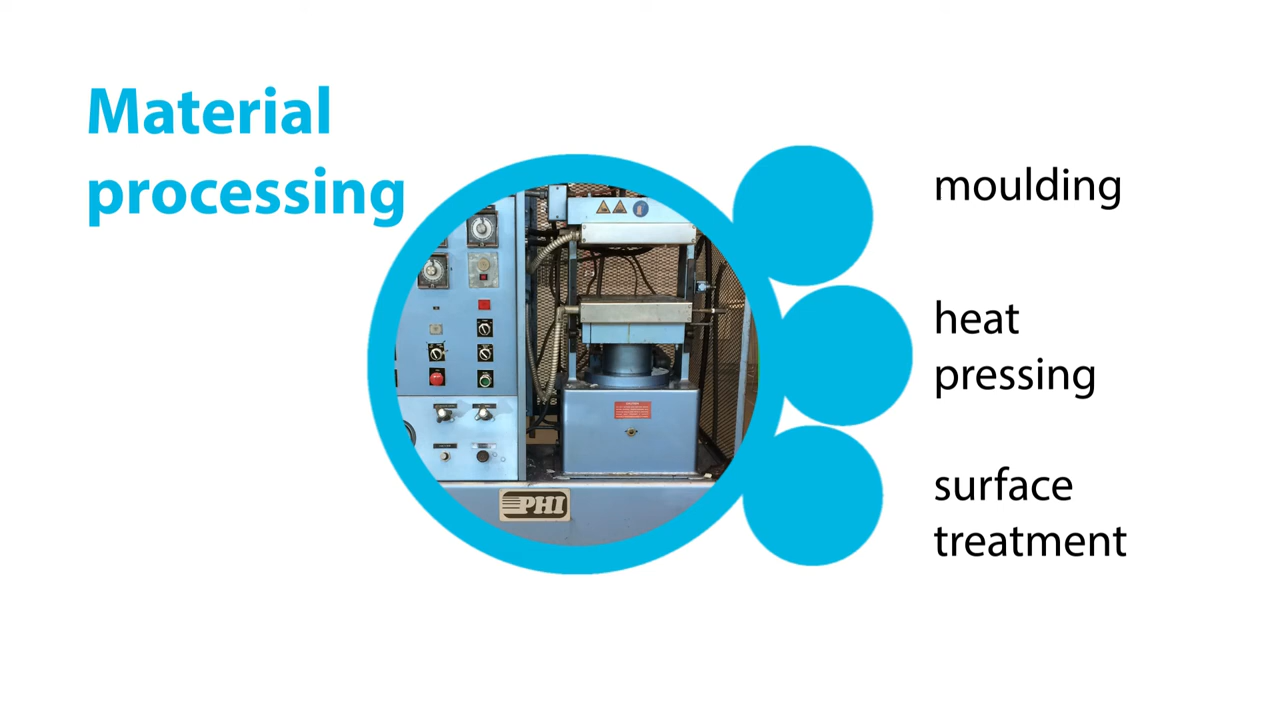 Material
processing
moulding
heat
pressing
surface
treatment
PHI